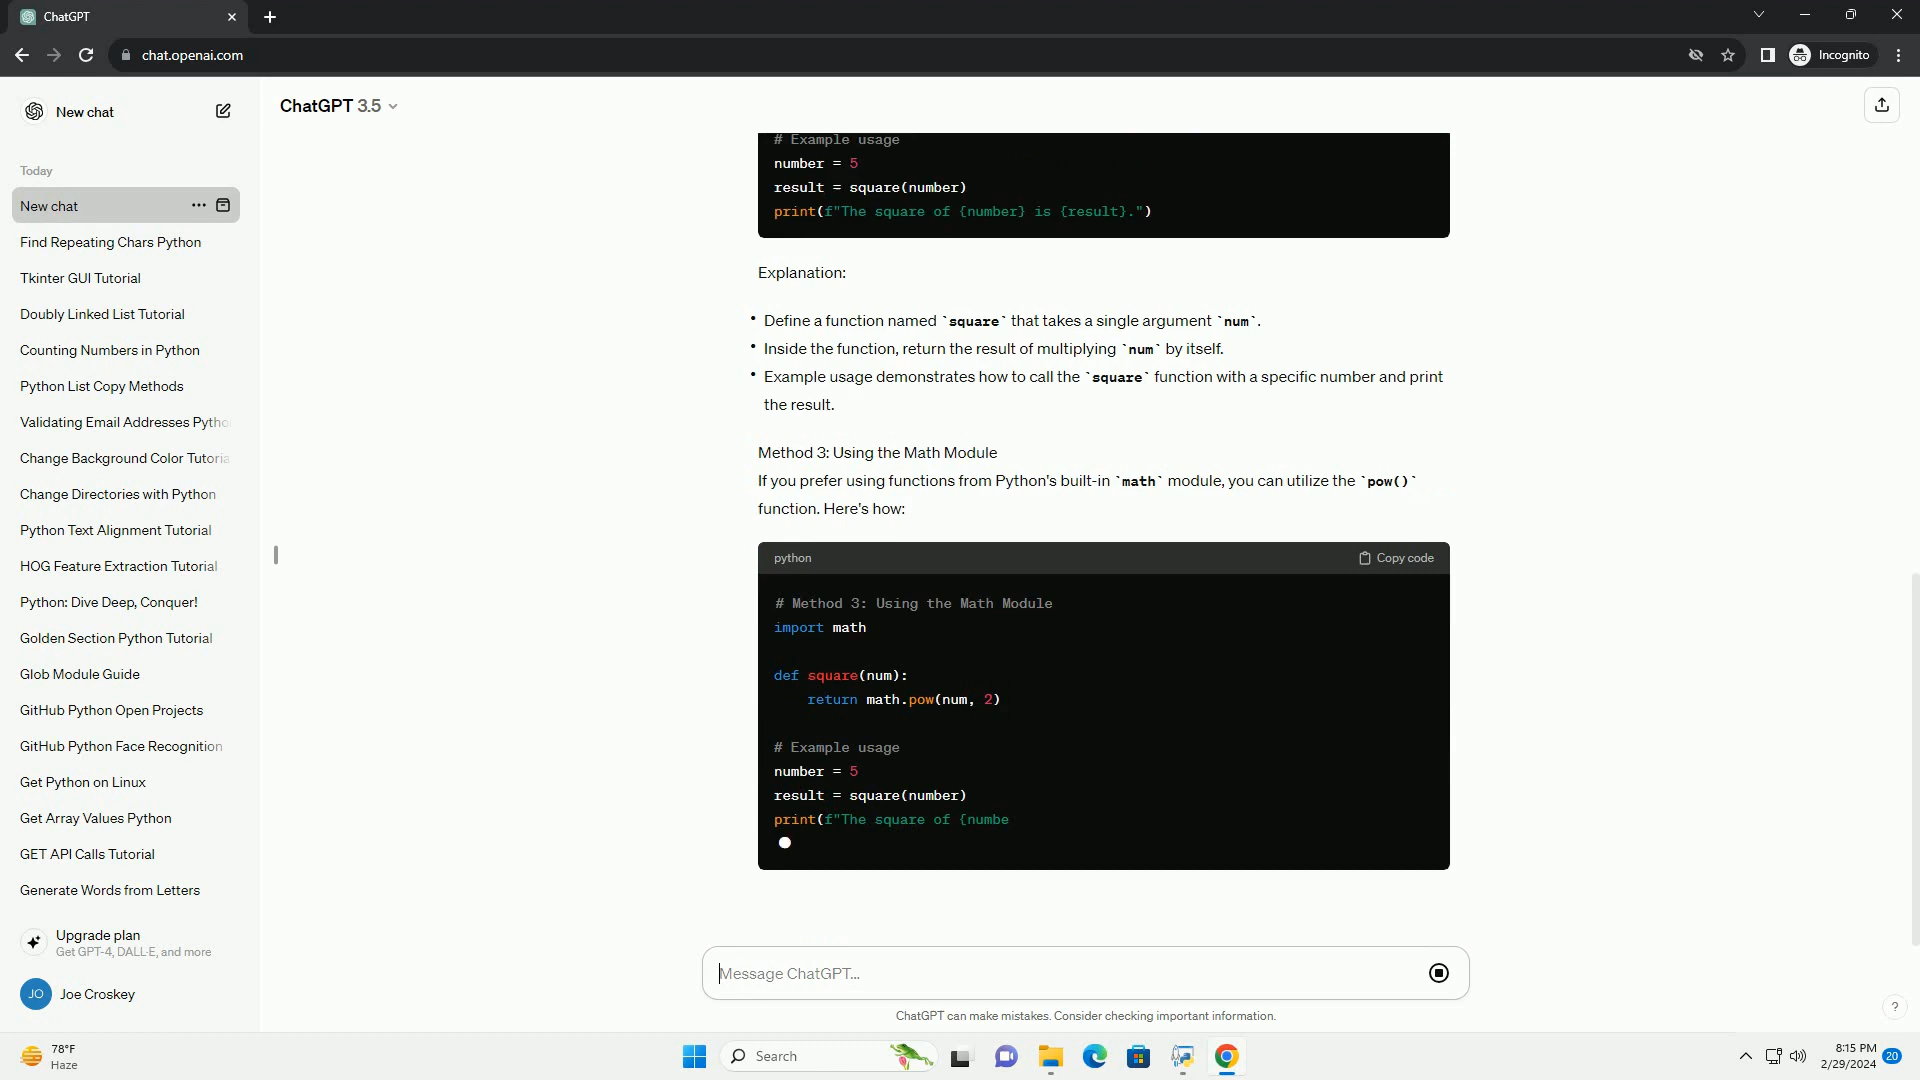 ChatGPT
chat.openai.com
Incognito
New chat
ChatGPT 3.5
Today
New chat
Find Repeating Chars Python
Tkinter GUI Tutorial
Doubly Linked List Tutorial
Counting Numbers in Python
Python List Copy Methods
Validating Email Addresses Pytho
Change Background Color Tutoria
Change Directories with Python
Python Text Alignment Tutorial
HOG Feature Extraction Tutorial
Python: Dive Deep, Conquer!
Golden Section Python Tutorial
Glob Module Guide
GitHub Python Open Projects
GitHub Python Face Recognition
Get Python on Linux
Get Array Values Python
GET API Calls Tutorial
Generate Words from Letters
Upgrade plan
Get GPT-4, DALL·E, and more
JO Joe Croskey
# Example usage
number = 5
result = square(number)
print(f"The square of {number} is {result}.")
Explanation:
• Define a function named `square` that takes a single argument `num`.
• Inside the function, return the result of multiplying `num` by itself.
• Example usage demonstrates how to call the `square` function with a specific number and print
the result.
Method 3: Using the Math Module
If you prefer using functions from Python's built-in `math` module, you can utilize the `pow()`
function. Here's how:
python Copy code
# Method 3: Using the Math Module
import math
def square(num):
return math.pow(num, 2)
# Example usage
number = 5
result = square(number)
print(f"The square of {numbe
Message ChatGPT...
ChatGPT can make mistakes. Consider checking important information.
?
78°F
Haze
Search
8:15 PM
2/29/2024
20